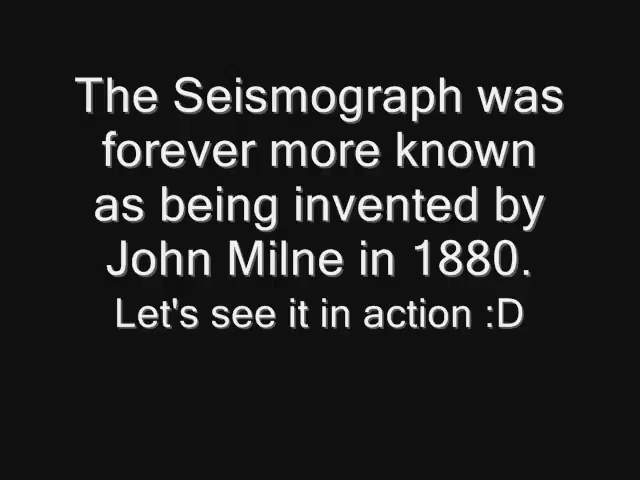 The Seismograph was
forever more known
as being invented by
John Milne in 1880.
Let's see it in action :D